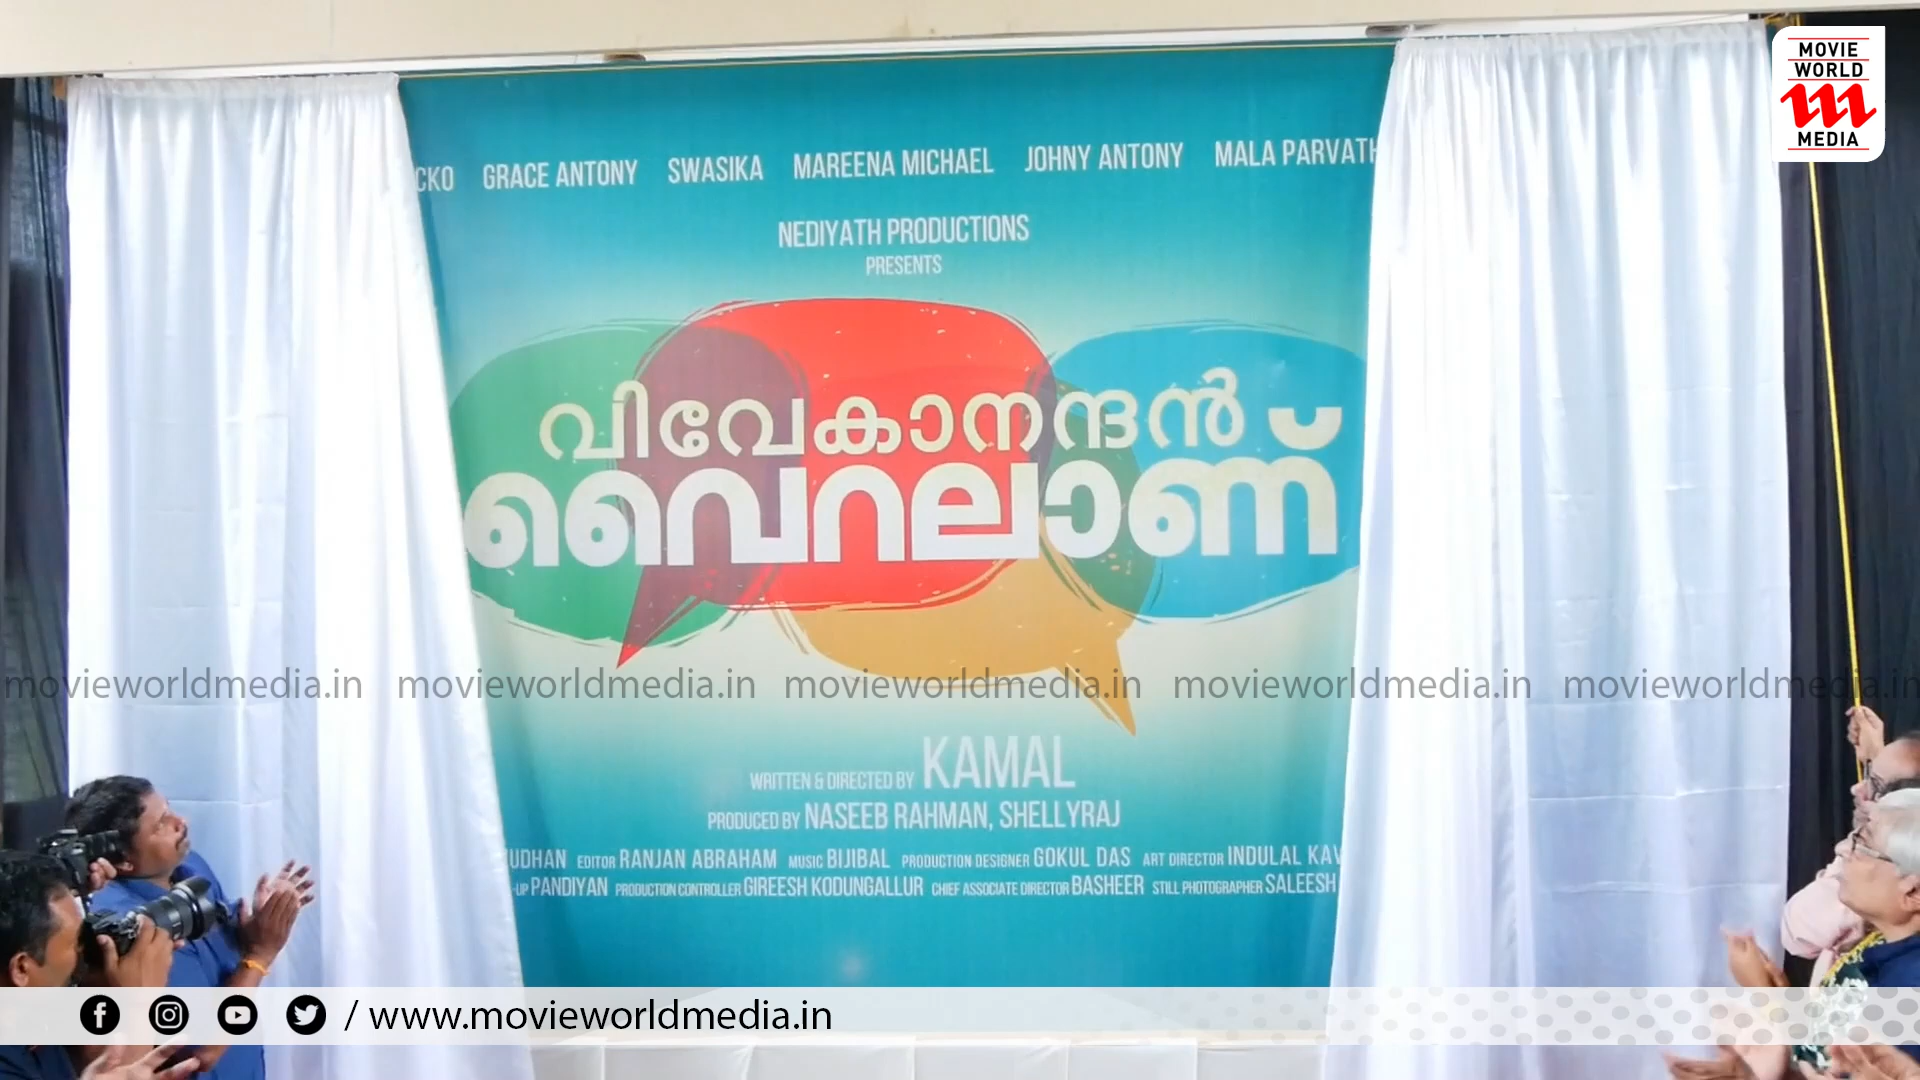 MOVIE
WORLD
MEDIA
CKO GRACE ANTONY SWASIKA MAREENA MICHAEL JOHNY ANTONY MALA PARVATH
NEDIYATH PRODUCTIONS
PRESENTS
വിവേകാനന്ദൻ
വൈറലാണ്
movieworldmedia.in movieworldmedia.in movieworldmedia.in movieworldmedia.in movieworldmedia.in
WRITTEN & DIRECTED BY KAMAL
PRODUCED BY NASEEB RAHMAN, SHELLYRAJ
UDHAN EDITOR RANJAN ABRAHAM MUSIC BIJIBAL PRODUCTION DESIGNER GOKUL DAS ART DIRECTOR INDULAL KAV
-UP PANDIYAN PRODUCTION CONTROLLER GIREESH KODUNGALLUR CHIEF ASSOCIATE DIRECTOR BASHEER STILL PHOTOGRAPHER SALEESH
/ www.movieworldmedia.in